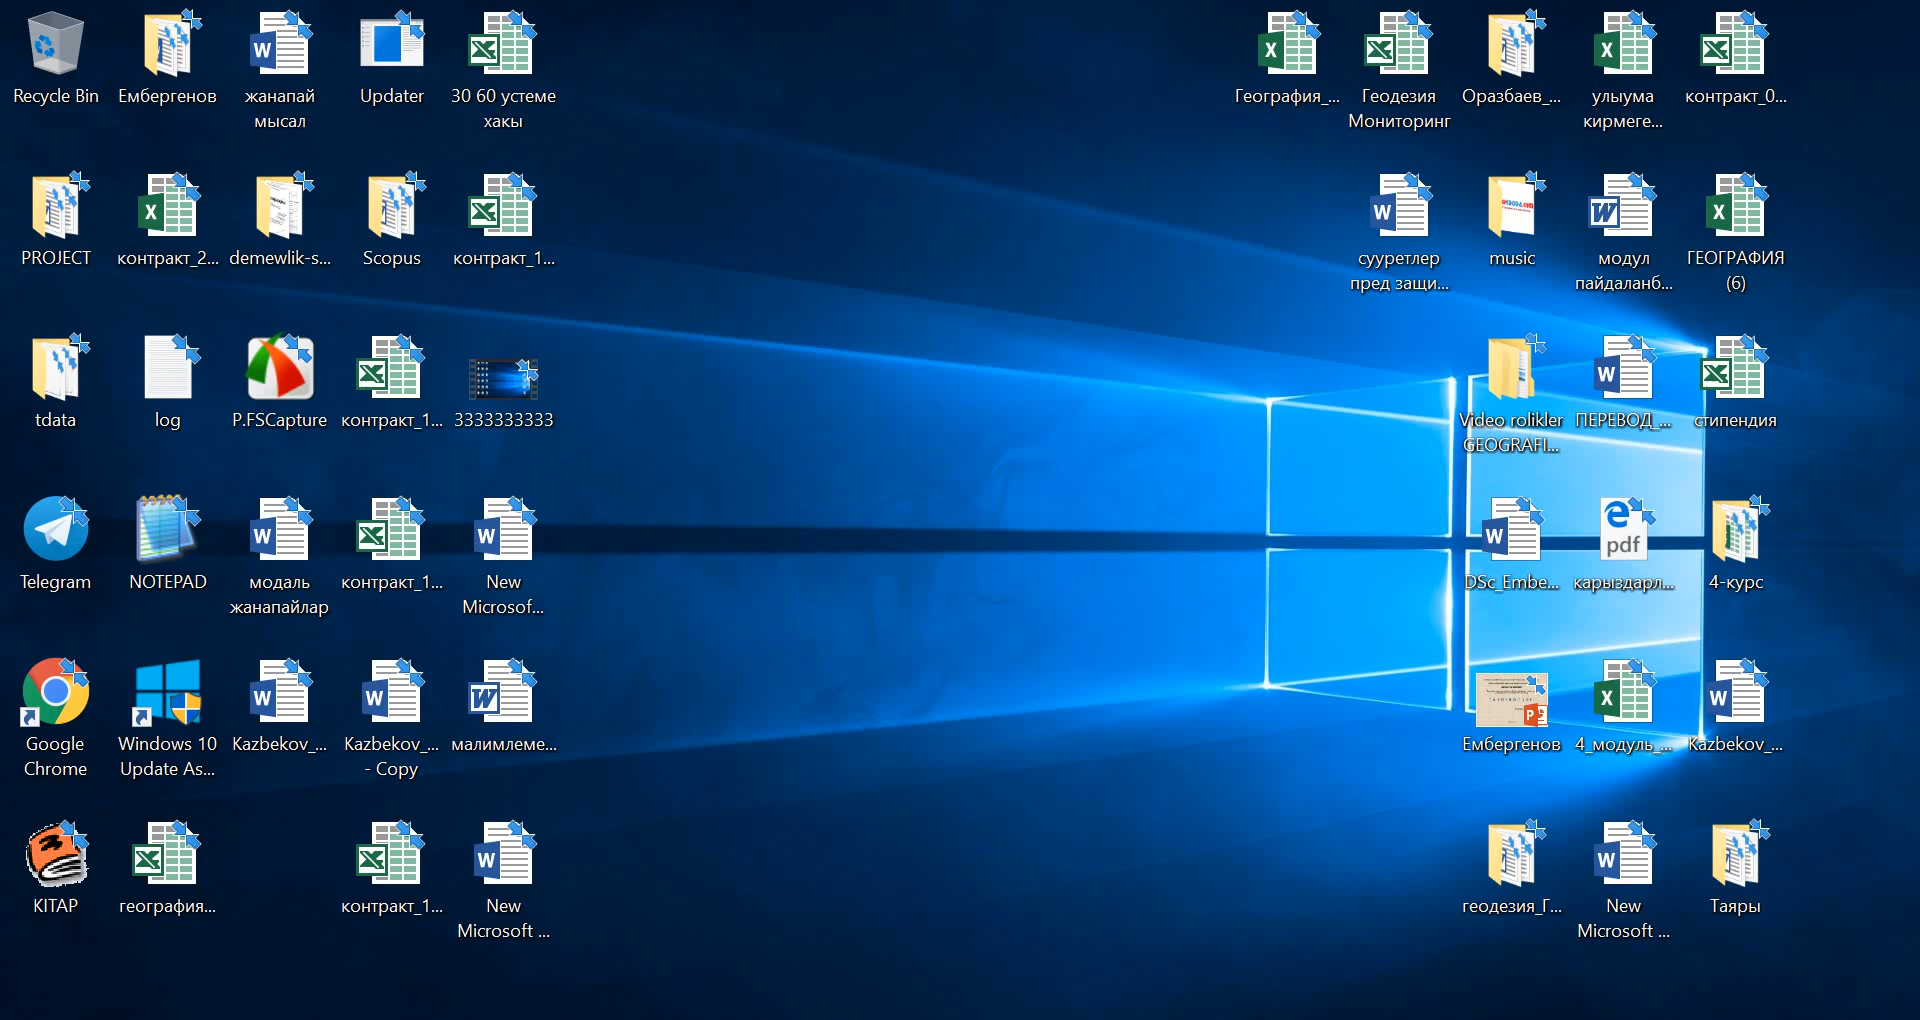 Recycle Bin
Ембергенов
жанапай
мысал
Updater
30 60 устеме
хакы
География_...
Геодезия
Мониторинг
Оразбаев_...
улыума
кирмеге...
контракт_0...
PROJECT
контракт_2...
demewlik-s...
Scopus
контракт_1...
сууретлер
пред защи...
music
модул
пайдаланб...
ГЕОГРАФИЯ
(6)
tdata
log
P.FSCapture
контракт_1...
3333333333
Video rolikler
GEOGRAFI...
ПЕРЕВОД_...
стипендия
Telegram
NOTEPAD
модаль
жанапайлар
контракт_1...
New
Microsof...
DSc_Embe...
pdf
карыздарл...
4-курс
Google
Chrome
Windows 10
Update As...
Kazbekov_...
Kazbekov_...
- Copy
малимлеме...
Ембергенов
4_модуль_...
Kazbekov_...
KITAP
география...
контракт_1...
New
Microsoft ...
геодезия_Г...
New
Microsoft ...
Таяры